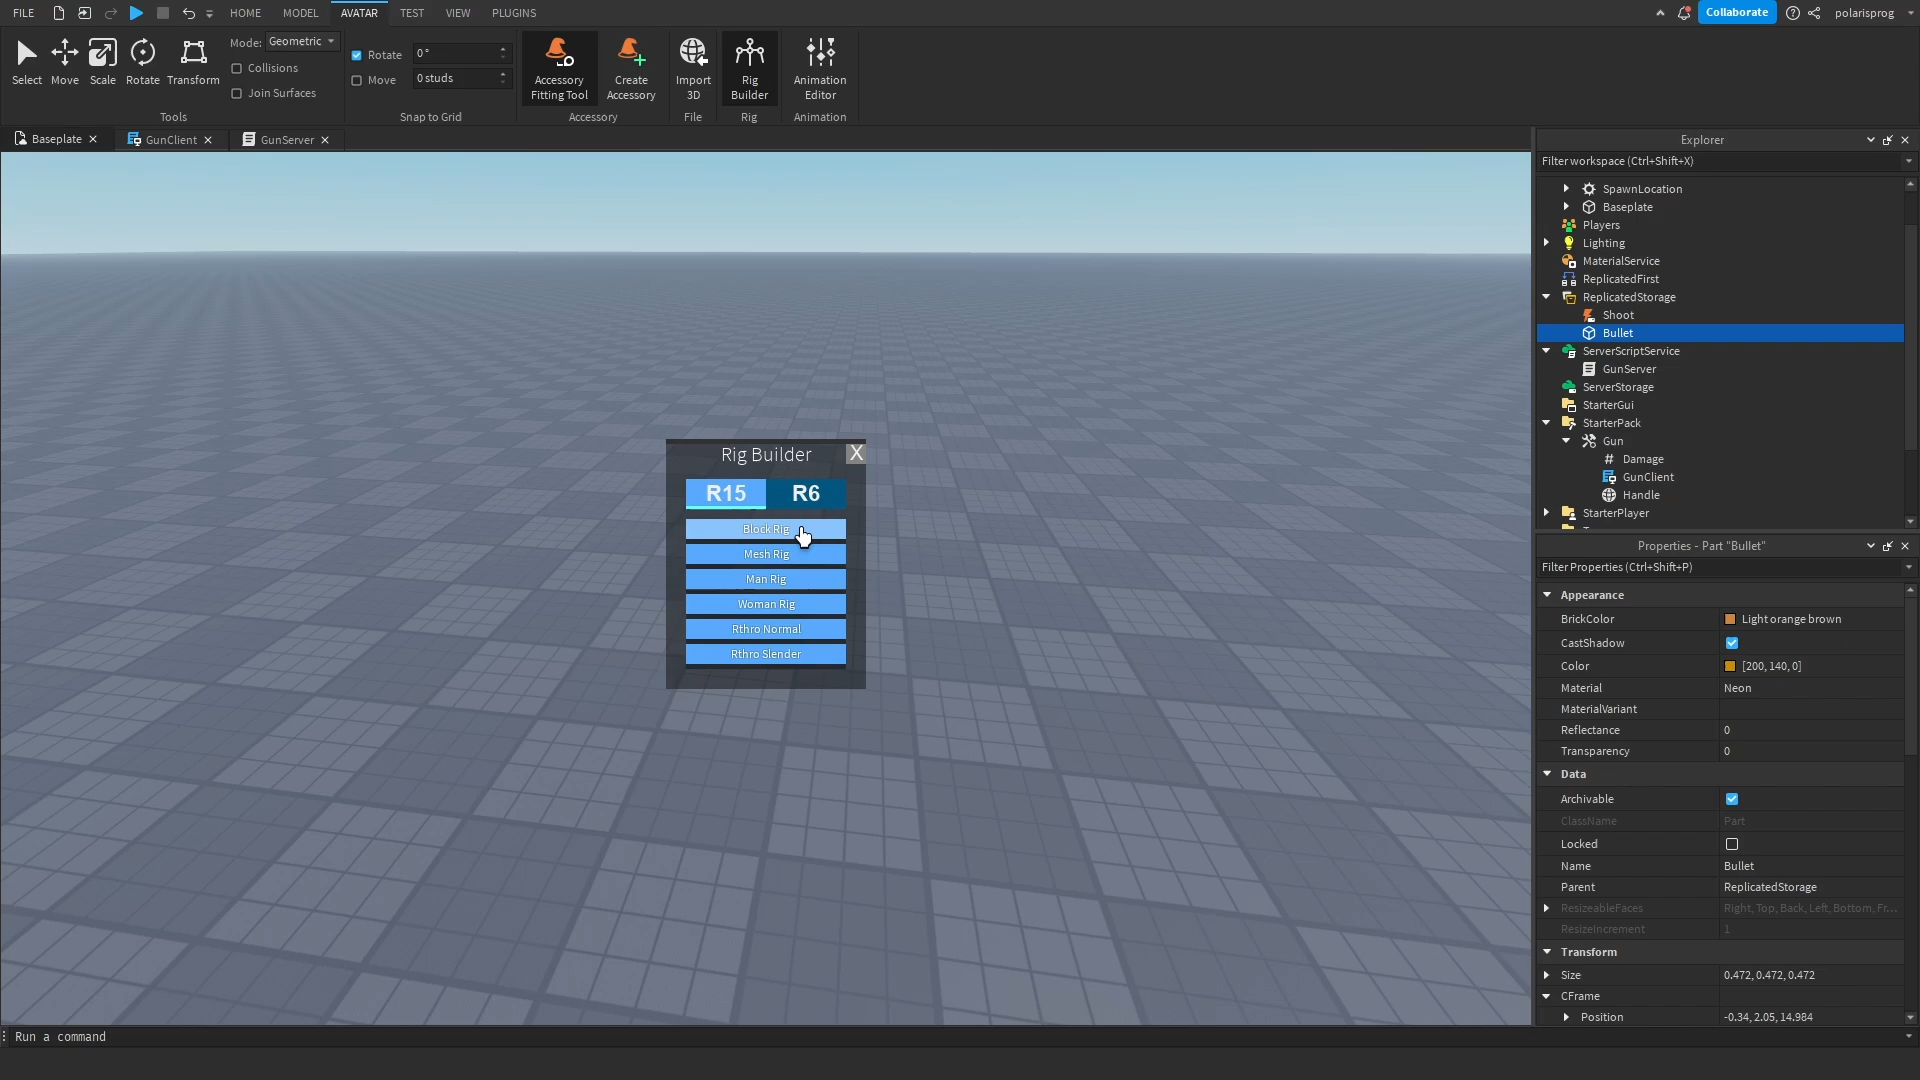 FILE HOME MODEL AVATAR TEST VIEW PLUGINS Collaborate polarisprog
Select Move Scale Rotate Transform
Mode: Geometric
Collisions
Join Surfaces
Tools
Rotate 0 °
Move 0 studs
Snap to Grid
Accessory
Fitting Tool
Create
Accessory
Accessory
Import
3D
File
Rig
Builder
Rig
Animation
Editor
Animation
Baseplate GunClient GunServer
Rig Builder X
R15 R6
Block Rig
Mesh Rig
Man Rig
Woman Rig
Rthro Normal
Rthro Slender
Explorer
Filter workspace (Ctrl+Shift+X)
SpawnLocation
Baseplate
Players
Lighting
MaterialService
ReplicatedFirst
ReplicatedStorage
Shoot
Bullet
ServerScriptService
GunServer
ServerStorage
StarterGui
StarterPack
Gun
Damage
GunClient
Handle
StarterPlayer
Properties - Part "Bullet"
Filter Properties (Ctrl+Shift+P)
Appearance
BrickColor Light orange brown
CastShadow
Color [200, 140, 0]
Material Neon
MaterialVariant
Reflectance 0
Transparency 0
Data
Archivable
ClassName Part
Locked
Name Bullet
Parent ReplicatedStorage
ResizeableFaces Right, Top, Back, Left, Bottom, Fr...
ResizeIncrement 1
Transform
Size 0.472, 0.472, 0.472
CFrame
Position -0.34, 2.05, 14.984
Run a command